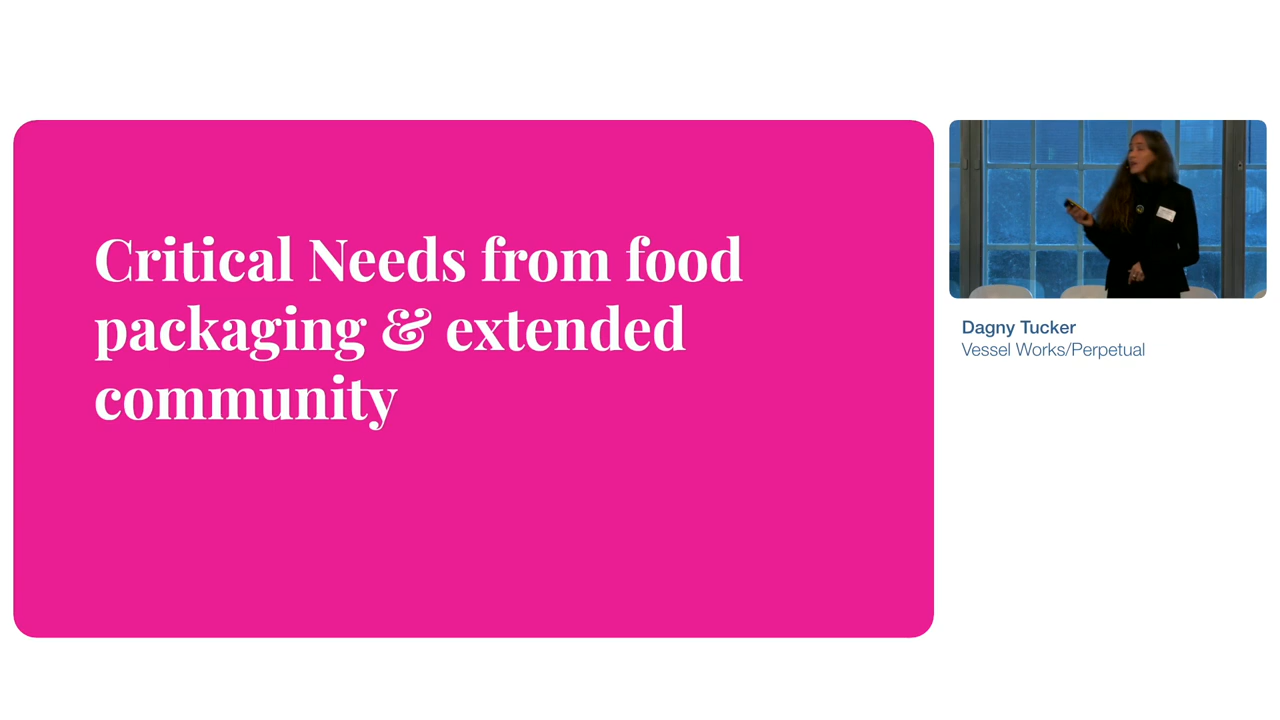 Critical Needs from food
packaging & extended
community
Dagny Tucker
Vessel Works/Perpetual